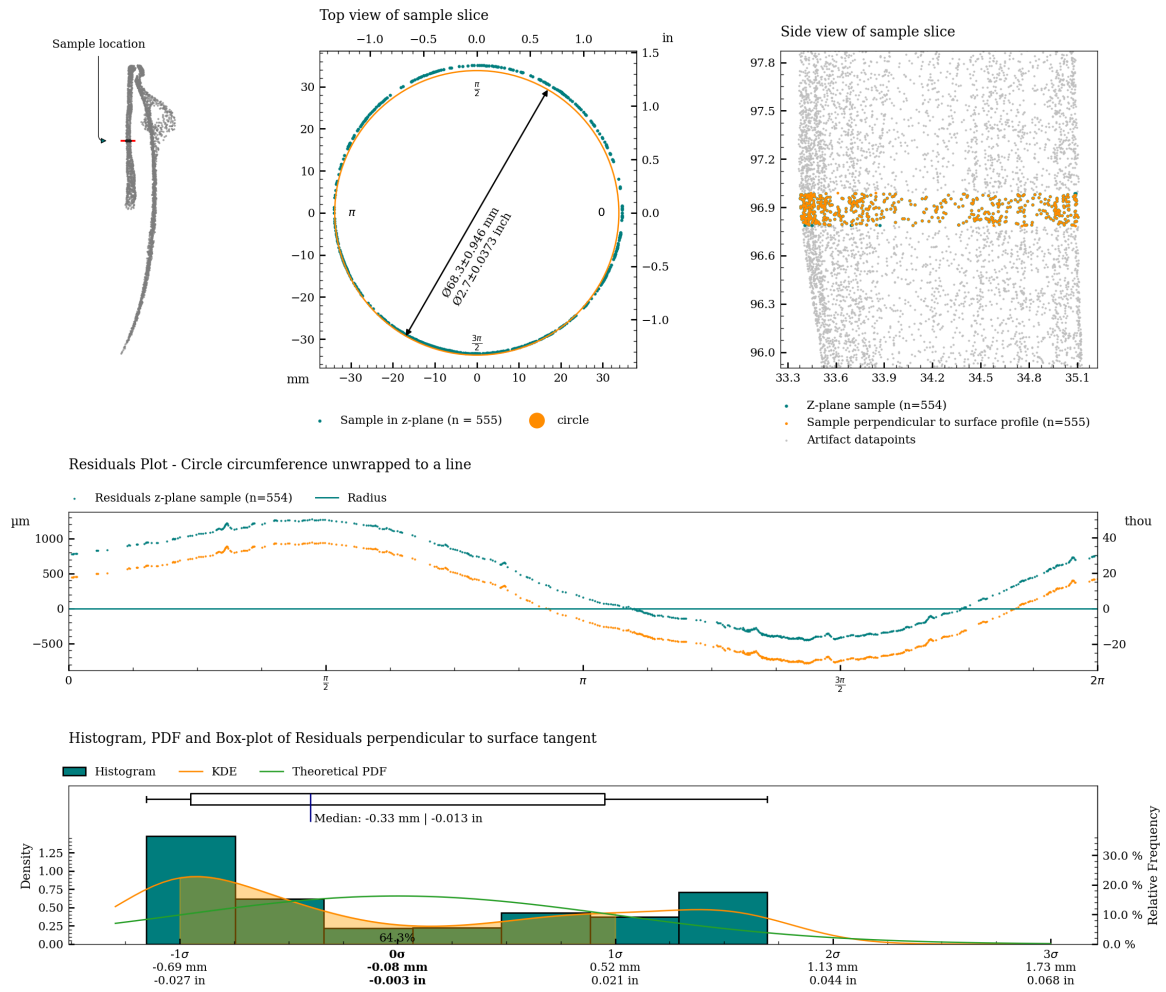 Sample location
Top view of sample slice
−1.0 −0.5 0.0 0.5 1.0 in
1.5
1.0
0.5
0.0
−0.5
−1.0
30
20
10
0
−10
−20
−30
π/2
π
0
3π/2
Ø68.3±0.946 mm
Ø2.7±0.0373 inch
mm −30 −20 −10 0 10 20 30
Sample in z-plane (n = 555) circle
Side view of sample slice
97.8
97.5
97.2
96.9
96.6
96.3
96.0
33.3 33.6 33.9 34.2 34.5 34.8 35.1
Z-plane sample (n=554)
Sample perpendicular to surface profile (n=555)
Artifact datapoints
Residuals Plot - Circle circumference unwrapped to a line
Residuals z-plane sample (n=554) Radius
µm
1000
500
0
−500
thou
40
20
0
−20
0 π/2 π 3π/2 2π
Histogram, PDF and Box-plot of Residuals perpendicular to surface tangent
Histogram KDE Theoretical PDF
Median: -0.33 mm | -0.013 in
Density
1.25
1.00
0.75
0.50
0.25
0.00
64.3%
Relative Frequency
30.0 %
20.0 %
10.0 %
0.0 %
-1σ 0σ 1σ 2σ 3σ
-0.69 mm -0.08 mm 0.52 mm 1.13 mm 1.73 mm
-0.027 in -0.003 in 0.021 in 0.044 in 0.068 in